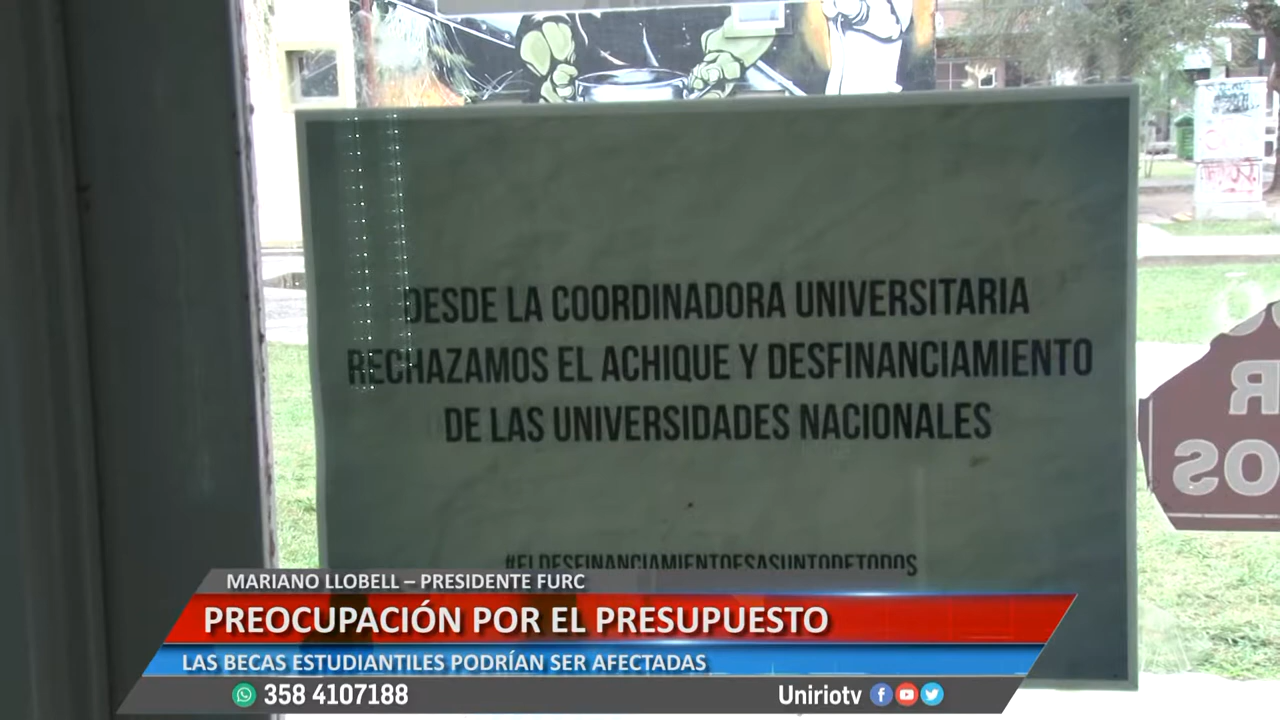 DESDE LA COORDINADORA UNIVERSITARIA
RECHAZAMOS EL ACHIQUE Y DESFINANCIAMIENTO
DE LAS UNIVERSIDADES NACIONALES
#ELDESFINANCIAMIENTOESASUNTODETODOS
MARIANO LLOBELL – PRESIDENTE FURC
PREOCUPACIÓN POR EL PRESUPUESTO
LAS BECAS ESTUDIANTILES PODRÍAN SER AFECTADAS
358 4107188
Uniriotv